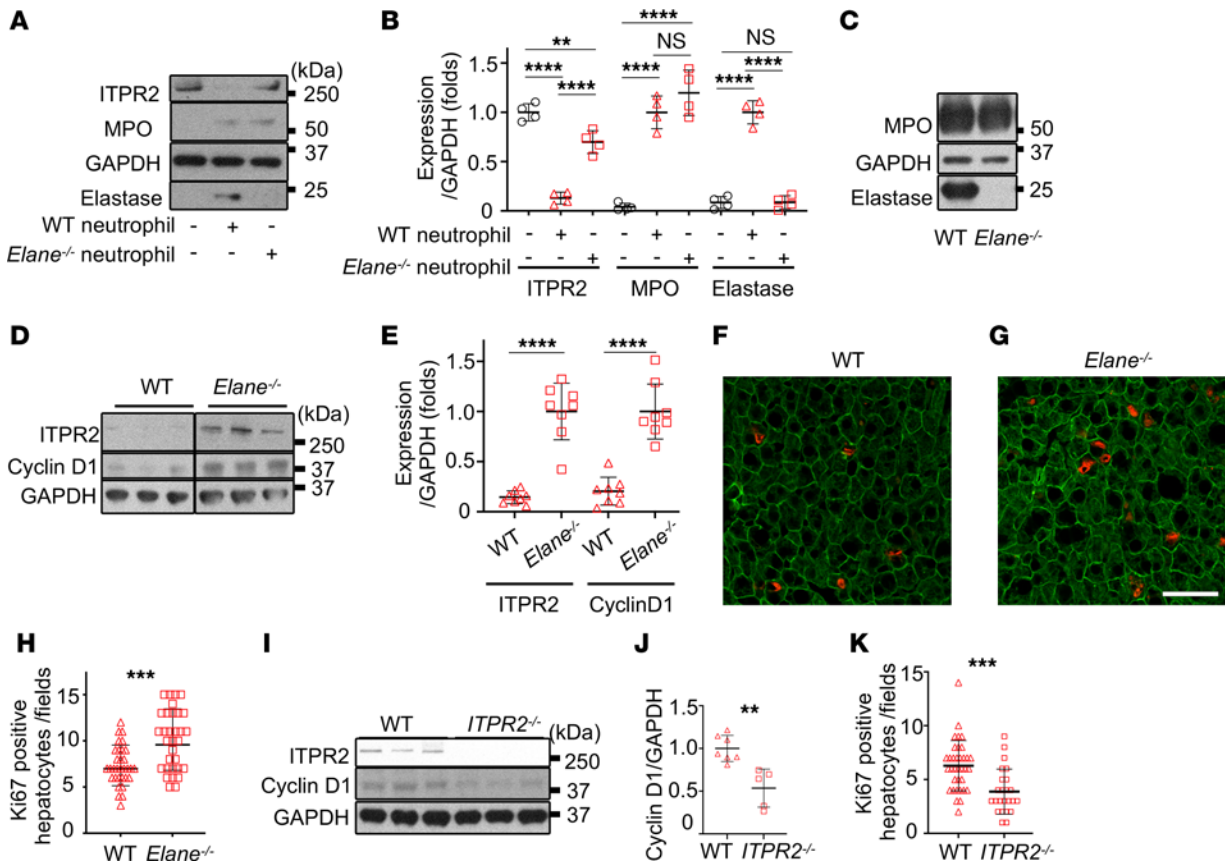 A
(kDa)
ITPR2
250
MPO
50
GAPDH
37
Elastase
25
WT neutrophil - + -
Elane-/- neutrophil - - +
B
Expression
/GAPDH (folds)
1.5
1.0
0.5
0
**
****
****
****
NS
****
NS
****
****
WT neutrophil - + - - + - - + -
Elane-/- neutrophil - - + - - + - - +
ITPR2 MPO Elastase
C
MPO
50
GAPDH
37
Elastase
25
WT Elane-/-
D
WT Elane-/-
(kDa)
ITPR2
250
Cyclin D1
37
GAPDH
37
E
Expression
/GAPDH (folds)
1.5
1.0
0.5
0
**** ****
WT Elane-/- WT Elane-/-
ITPR2 CyclinD1
F
WT
G
Elane-/-
H
Ki67 positive
hepatocytes /fields
15
10
5
0
***
WT Elane-/-
I
WT ITPR2-/-
(kDa)
ITPR2
250
Cyclin D1
37
GAPDH
37
J
Cyclin D1/GAPDH
1.5
1.0
0.5
0
**
WT ITPR2-/-
K
Ki67 positive
hepatocytes /fields
15
10
5
0
***
WT ITPR2-/-